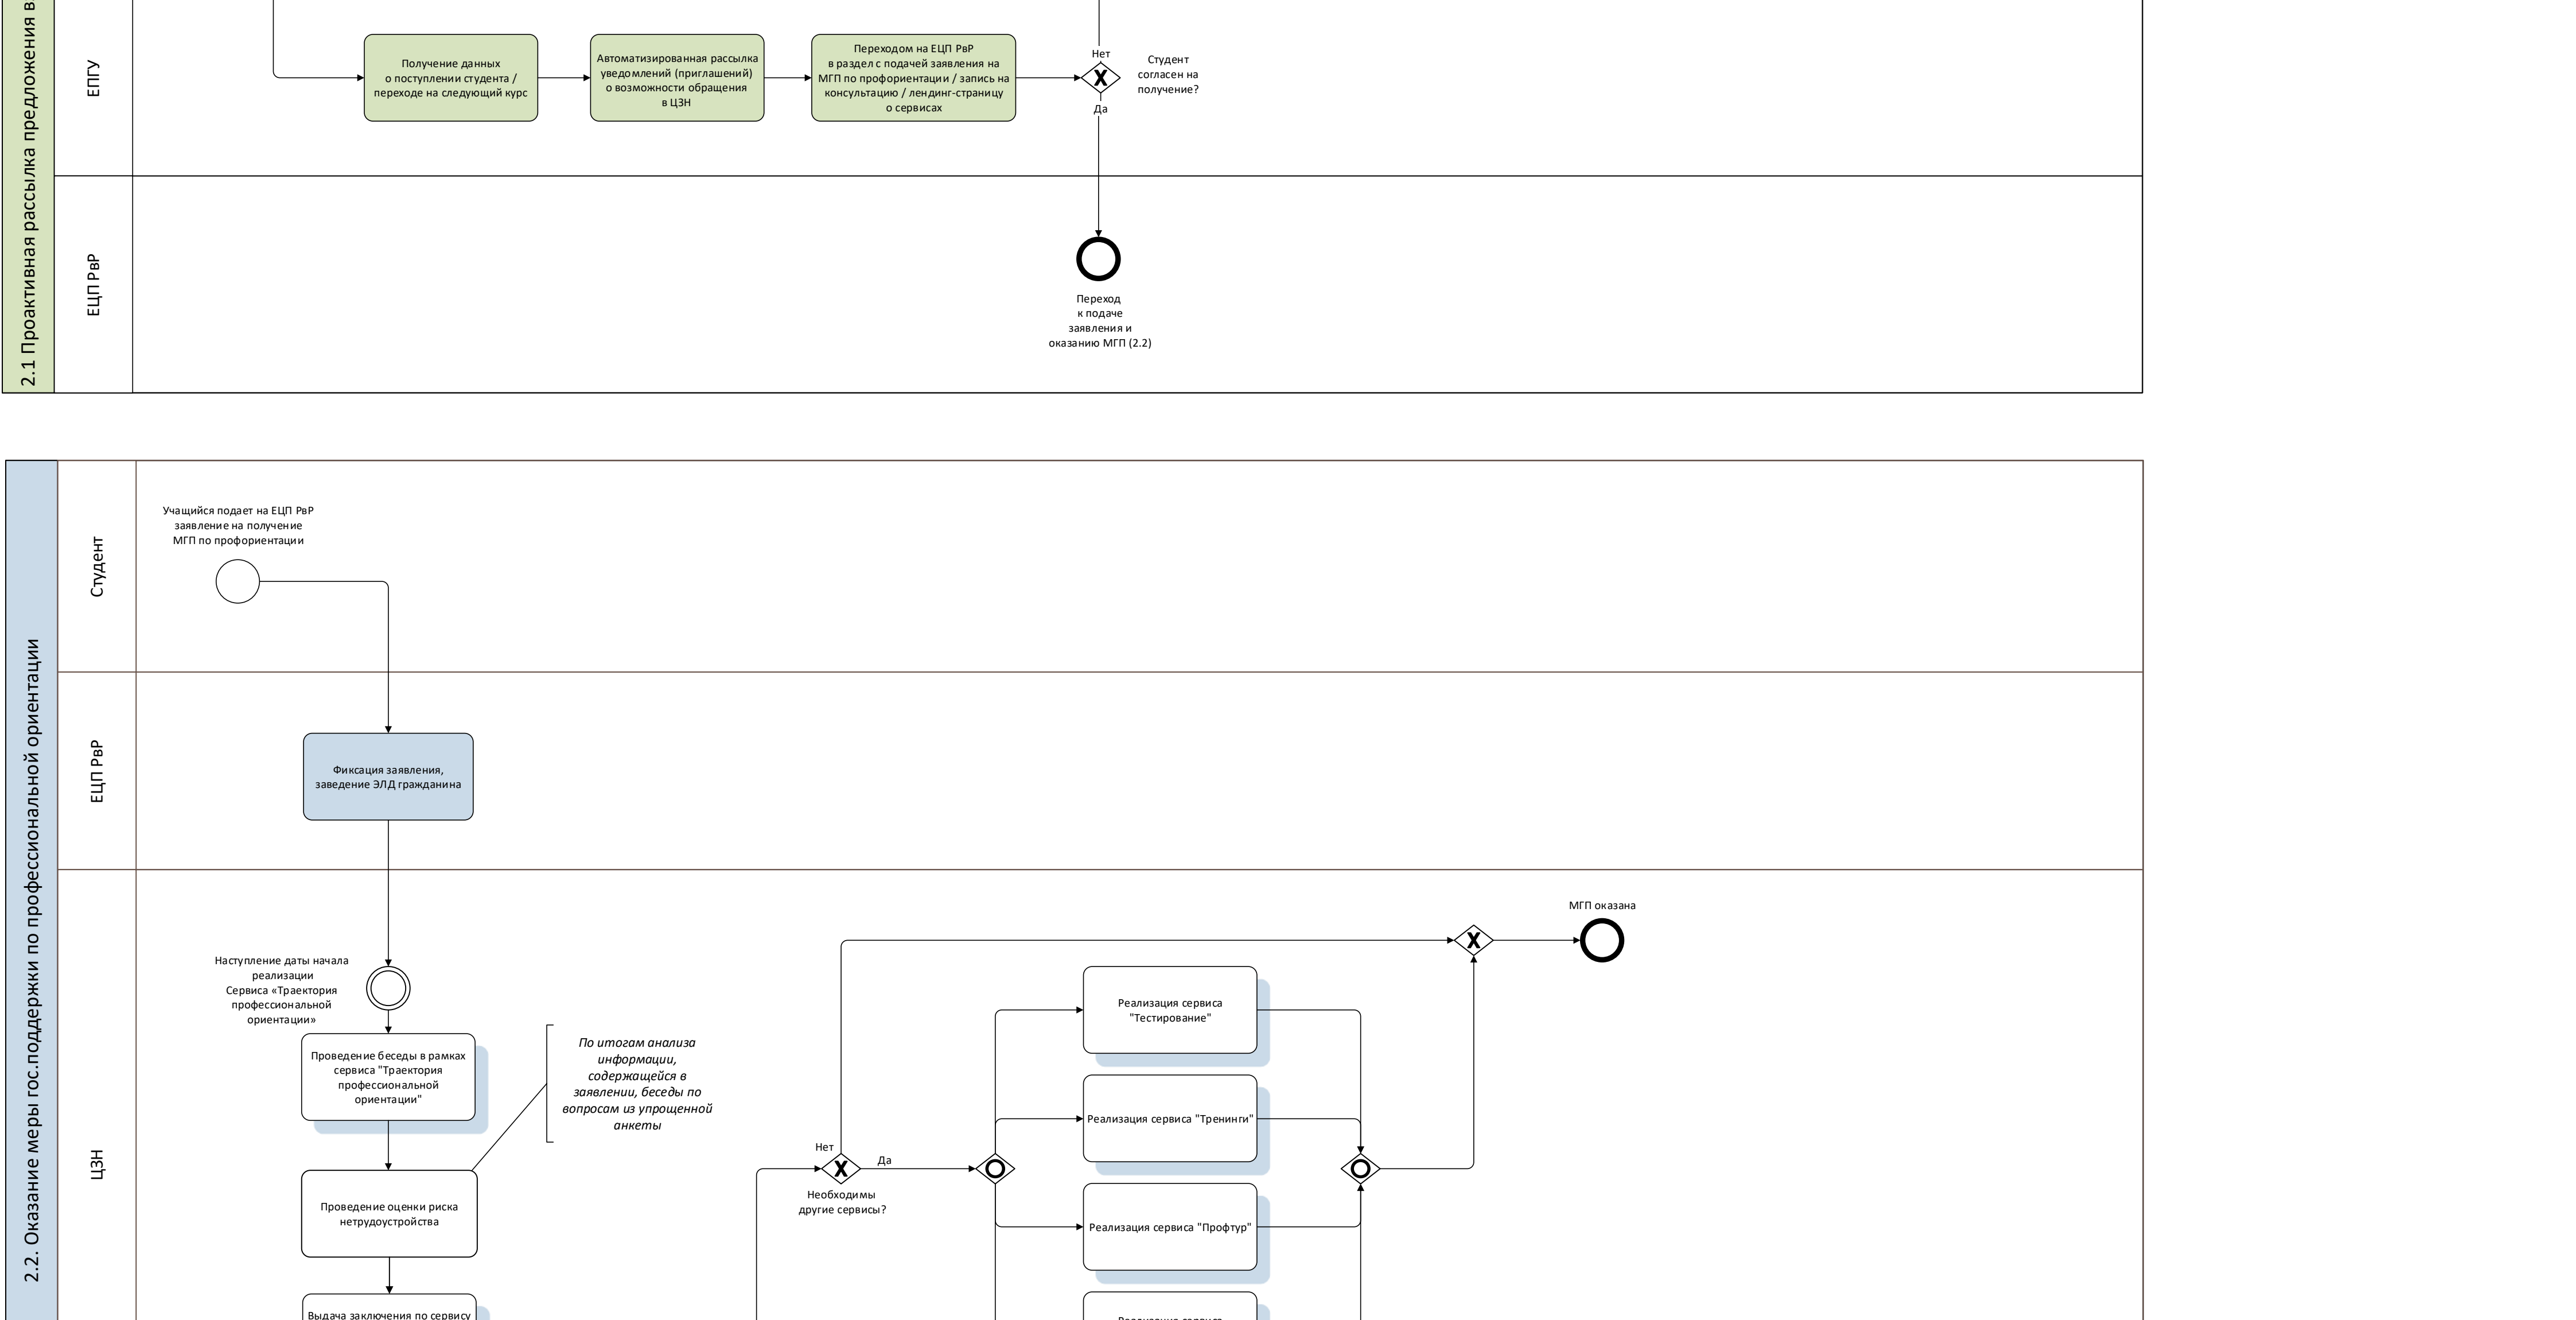 2.1 Проактивная рассылка предложения
ЕПГУ
Получение данных
о поступлении студента /
переходе на следующий курс
Автоматизированная рассылка
уведомлений (приглашений)
о возможности обращения
в ЦЗН
Переходом на ЕЦП РвР
в раздел с подачей заявления на
МГП по профориентации / запись на
консультацию / лендинг-страницу
о сервисах
Нет
Да
Студент
согласен на
получение?
ЕЦП РвР
Переход
к подаче
заявления и
оказанию МГП (2.2)
2.2. Оказание меры гос.поддержки по профессиональной ориентации
Студент
Учащийся подает на ЕЦП РвР
заявление на получение
МГП по профориентации
ЕЦП РвР
Фиксация заявления,
заведение ЭЛД гражданина
ЦЗН
Наступление даты начала
реализации
Сервиса «Траектория
профессиональной
ориентации»
Проведение беседы в рамках
сервиса "Траектория
профессиональной
ориентации"
По итогам анализа
информации,
содержащейся в
заявлении, беседы по
вопросам из упрощенной
анкеты
Проведение оценки риска
нетрудоустройства
Выдача заключения по сервису
Нет
Да
Необходимы
другие сервисы?
Реализация сервиса
"Тестирование"
Реализация сервиса "Тренинги"
Реализация сервиса "Профтур"
МГП оказана